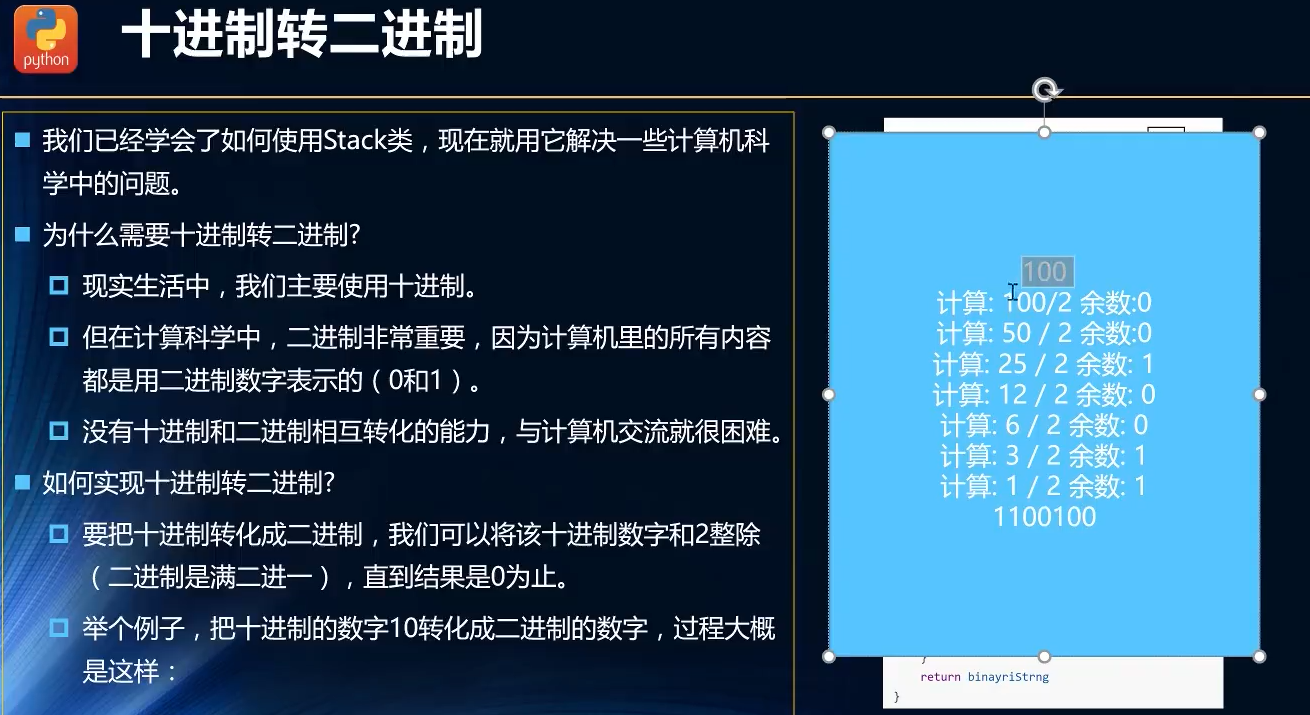 python
十进制转二进制
我们已经学会了如何使用Stack类，现在就用它解决一些计算机科
学中的问题。
为什么需要十进制转二进制?
现实生活中，我们主要使用十进制。
但在计算科学中，二进制非常重要，因为计算机里的所有内容
都是用二进制数字表示的（0和1）。
没有十进制和二进制相互转化的能力，与计算机交流就很困难。
如何实现十进制转二进制?
要把十进制转化成二进制，我们可以将该十进制数字和2整除
（二进制是满二进一），直到结果是0为止。
举个例子，把十进制的数字10转化成二进制的数字，过程大概
是这样：
100
计算: 100/2 余数:0
计算: 50 / 2 余数:0
计算: 25 / 2 余数: 1
计算: 12 / 2 余数: 0
计算: 6 / 2 余数: 0
计算: 3 / 2 余数: 1
计算: 1 / 2 余数: 1
1100100
}
return binayriStrng
}